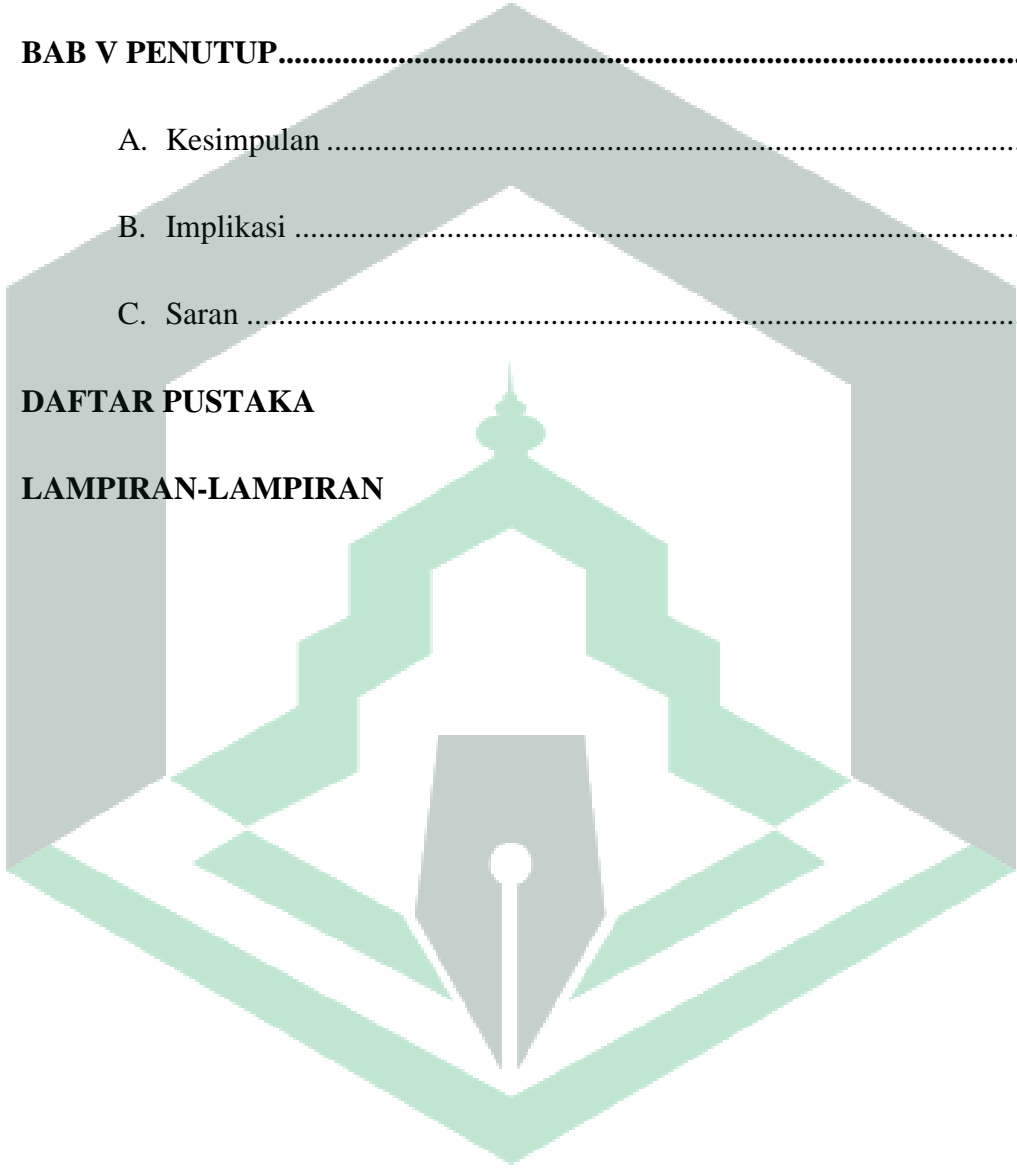 BAB V PENUTUP..........................................................................................
A. Kesimpulan ......................................................................................
B. Implikasi ..........................................................................................
C. Saran ................................................................................................
DAFTAR PUSTAKA
LAMPIRAN-LAMPIRAN